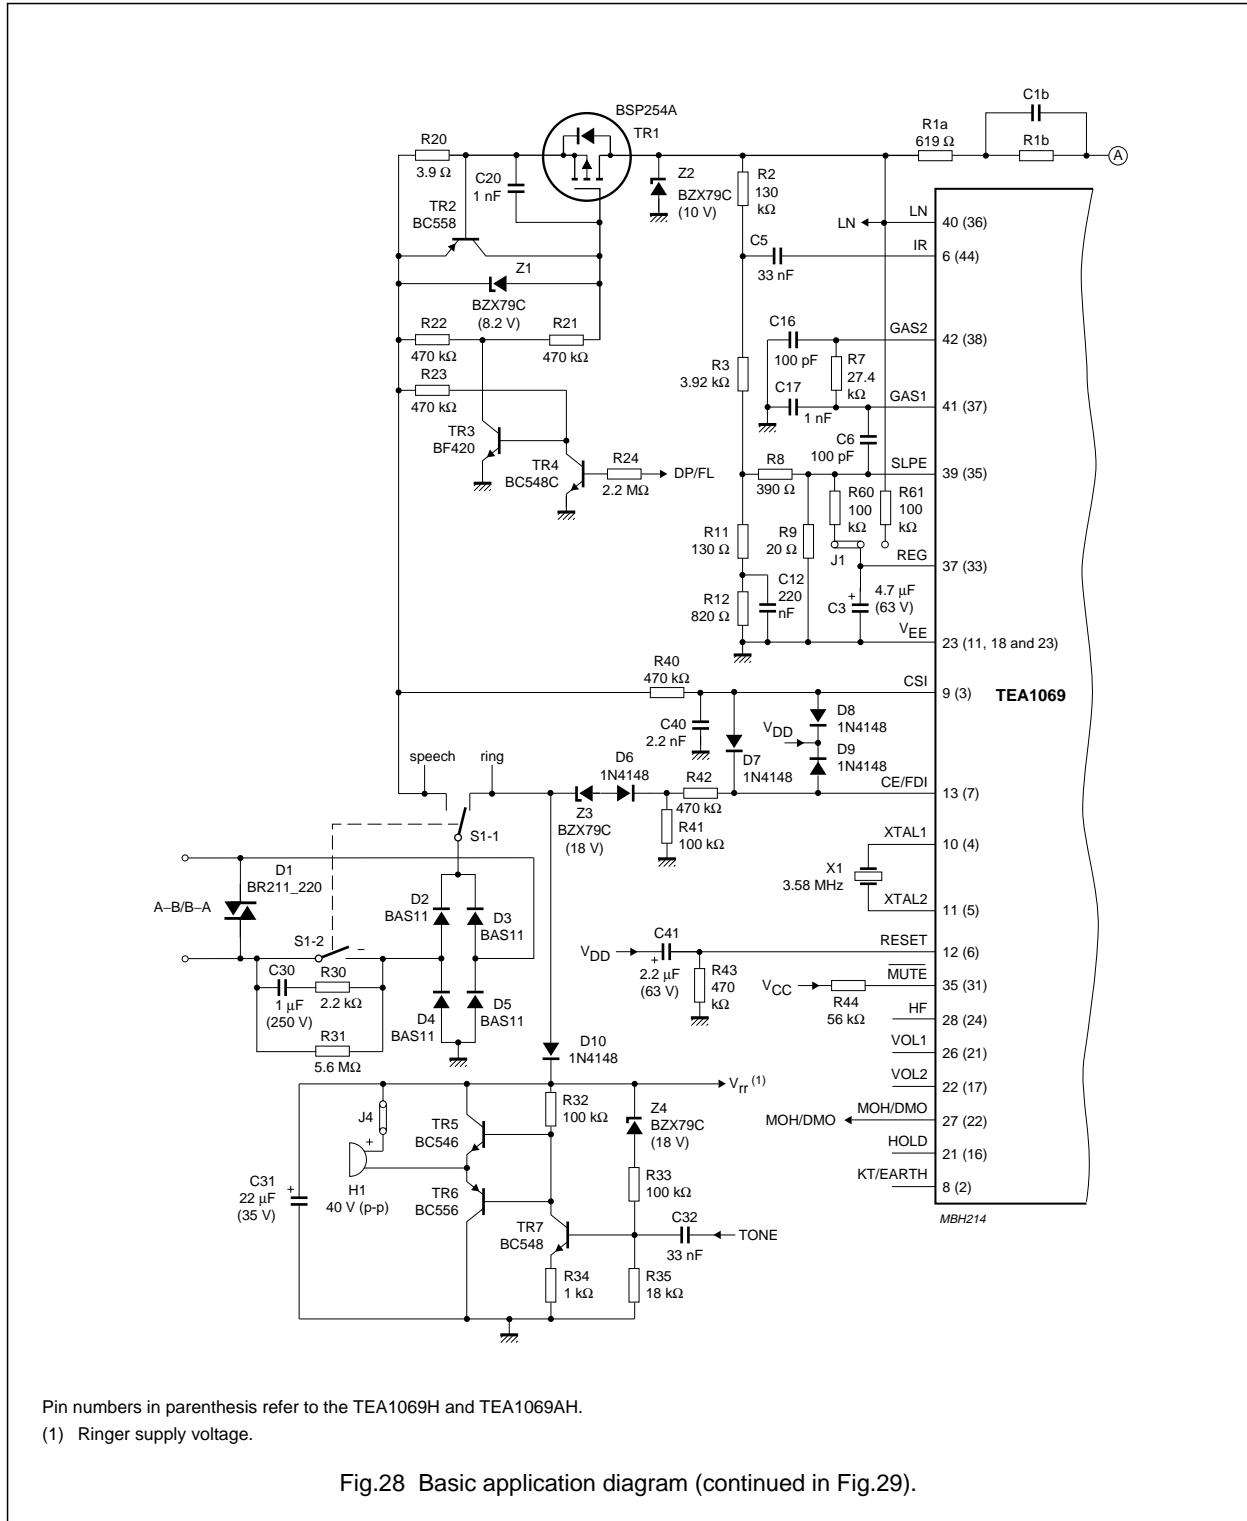 BSP254A
TR1
C1b
R1a
619 Ω
R1b
A
R20
3.9 Ω
C20
1 nF
Z2
BZX79C
(10 V)
R2
130
kΩ
TR2
BC558
LN
LN
40 (36)
C5
33 nF
IR
6 (44)
Z1
BZX79C
(8.2 V)
R22
470 kΩ
R21
470 kΩ
C16
100 pF
GAS2
42 (38)
R3
3.92 kΩ
R7
27.4
kΩ
R23
470 kΩ
C17
1 nF
GAS1
41 (37)
TR3
BF420
TR4
BC548C
R24
2.2 MΩ
DP/FL
C6
100 pF
R8
390 Ω
SLPE
39 (35)
R60
100
kΩ
R61
100
kΩ
R11
130 Ω
R9
20 Ω
J1
REG
37 (33)
R12
820 Ω
C12
220
nF
C3
+
4.7 μF
(63 V)
VEE
23 (11, 18 and 23)
R40
470 kΩ
CSI
9 (3)
TEA1069
C40
2.2 nF
D8
1N4148
VDD
D9
1N4148
D7
1N4148
speech
ring
D6
1N4148
R42
470 kΩ
CE/FDI
13 (7)
Z3
BZX79C
(18 V)
R41
100 kΩ
S1-1
XTAL1
10 (4)
D1
BR211_220
X1
3.58 MHz
A–B/B–A
D2
BAS11
D3
BAS11
XTAL2
11 (5)
S1-2
–
VDD
C41
+
2.2 μF
(63 V)
RESET
12 (6)
C30
1 μF
(250 V)
R30
2.2 kΩ
R43
470
kΩ
VCC
MUTE
35 (31)
R44
56 kΩ
D4
BAS11
D5
BAS11
HF
28 (24)
R31
5.6 MΩ
D10
1N4148
VOL1
26 (21)
VOL2
22 (17)
Vrr (1)
J4
R32
100 kΩ
Z4
BZX79C
(18 V)
MOH/DMO
MOH/DMO
27 (22)
TR5
BC546
+
HOLD
21 (16)
C31
22 μF
(35 V)
+
H1
40 V (p-p)
TR6
BC556
R33
100 kΩ
KT/EARTH
8 (2)
MBH214
TR7
BC548
C32
33 nF
TONE
R34
1 kΩ
R35
18 kΩ
Pin numbers in parenthesis refer to the TEA1069H and TEA1069AH.
(1) Ringer supply voltage.
Fig.28 Basic application diagram (continued in Fig.29).